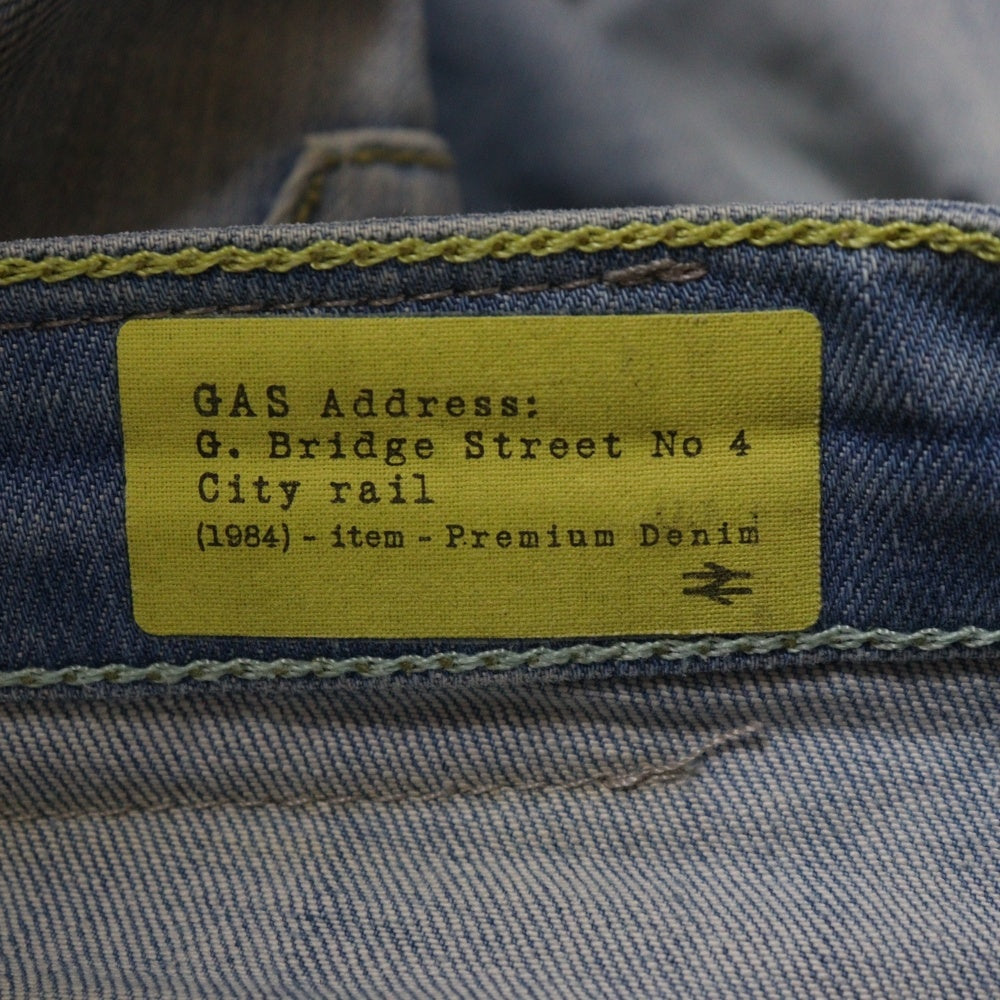 GAS Address:
G. Bridge Street No 4
City rail
(1984) - item - Premium Denim